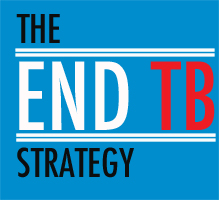 THE
END TB
STRATEGY